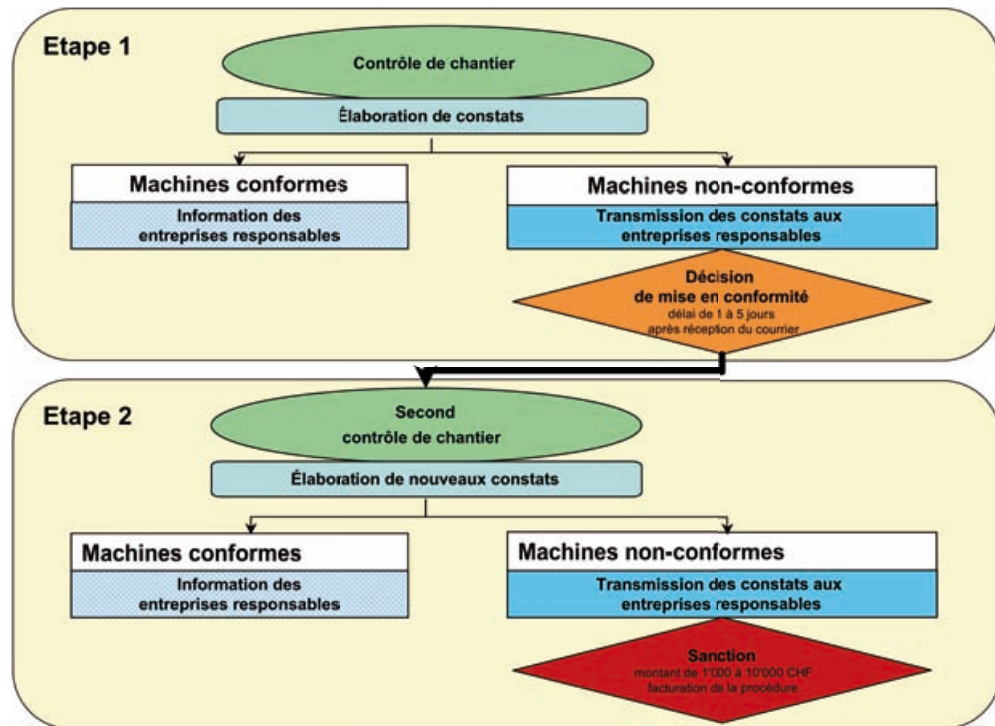 Etape 1
Contrôle de chantier
Élaboration de constats
Machines conformes
Information des
entreprises responsables
Machines non-conformes
Transmission des constats aux
entreprises responsables
Décision
de mise en conformité
délai de 1 à 5 jours
après réception du courrier
Etape 2
Second
contrôle de chantier
Élaboration de nouveaux constats
Machines conformes
Information des
entreprises responsables
Machines non-conformes
Transmission des constats aux
entreprises responsables
Sanction
montant de 1'000 à 10'000 CHF
facturation de la procédure